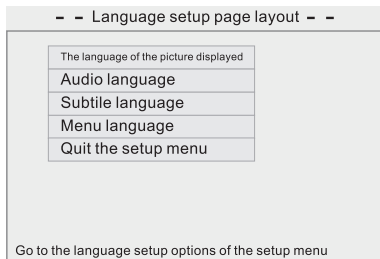 – – Language setup page layout – –
The language of the picture displayed
Audio language
Subtile language
Menu language
Quit the setup menu
Go to the language setup options of the setup menu